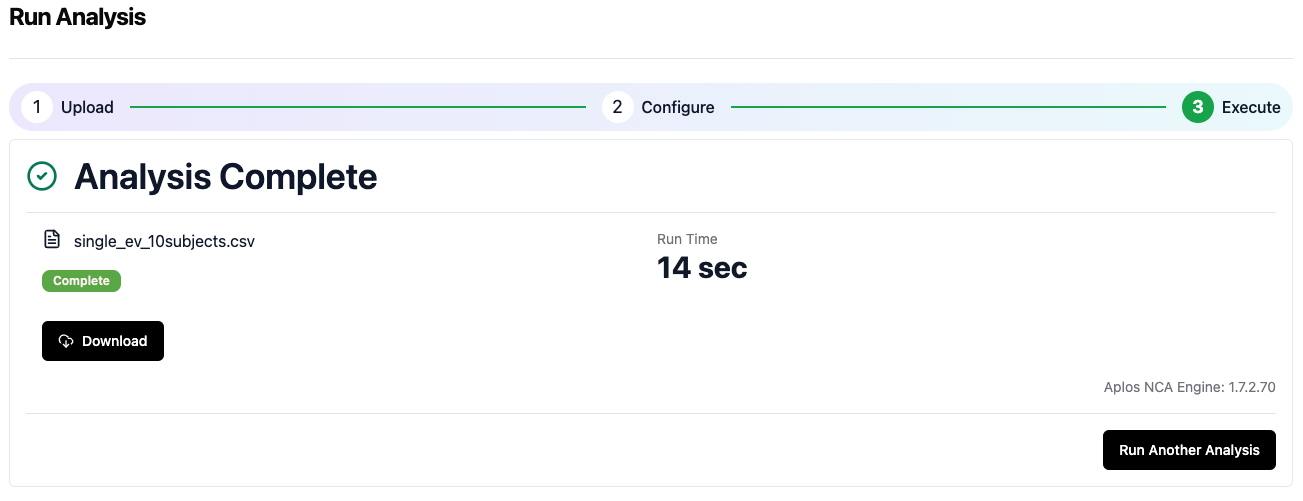 Run Analysis
1 Upload 2 Configure 3 Execute
Analysis Complete
single_ev_10subjects.csv
Complete
Download
Run Time
14 sec
Aplos NCA Engine: 1.7.2.70
Run Another Analysis